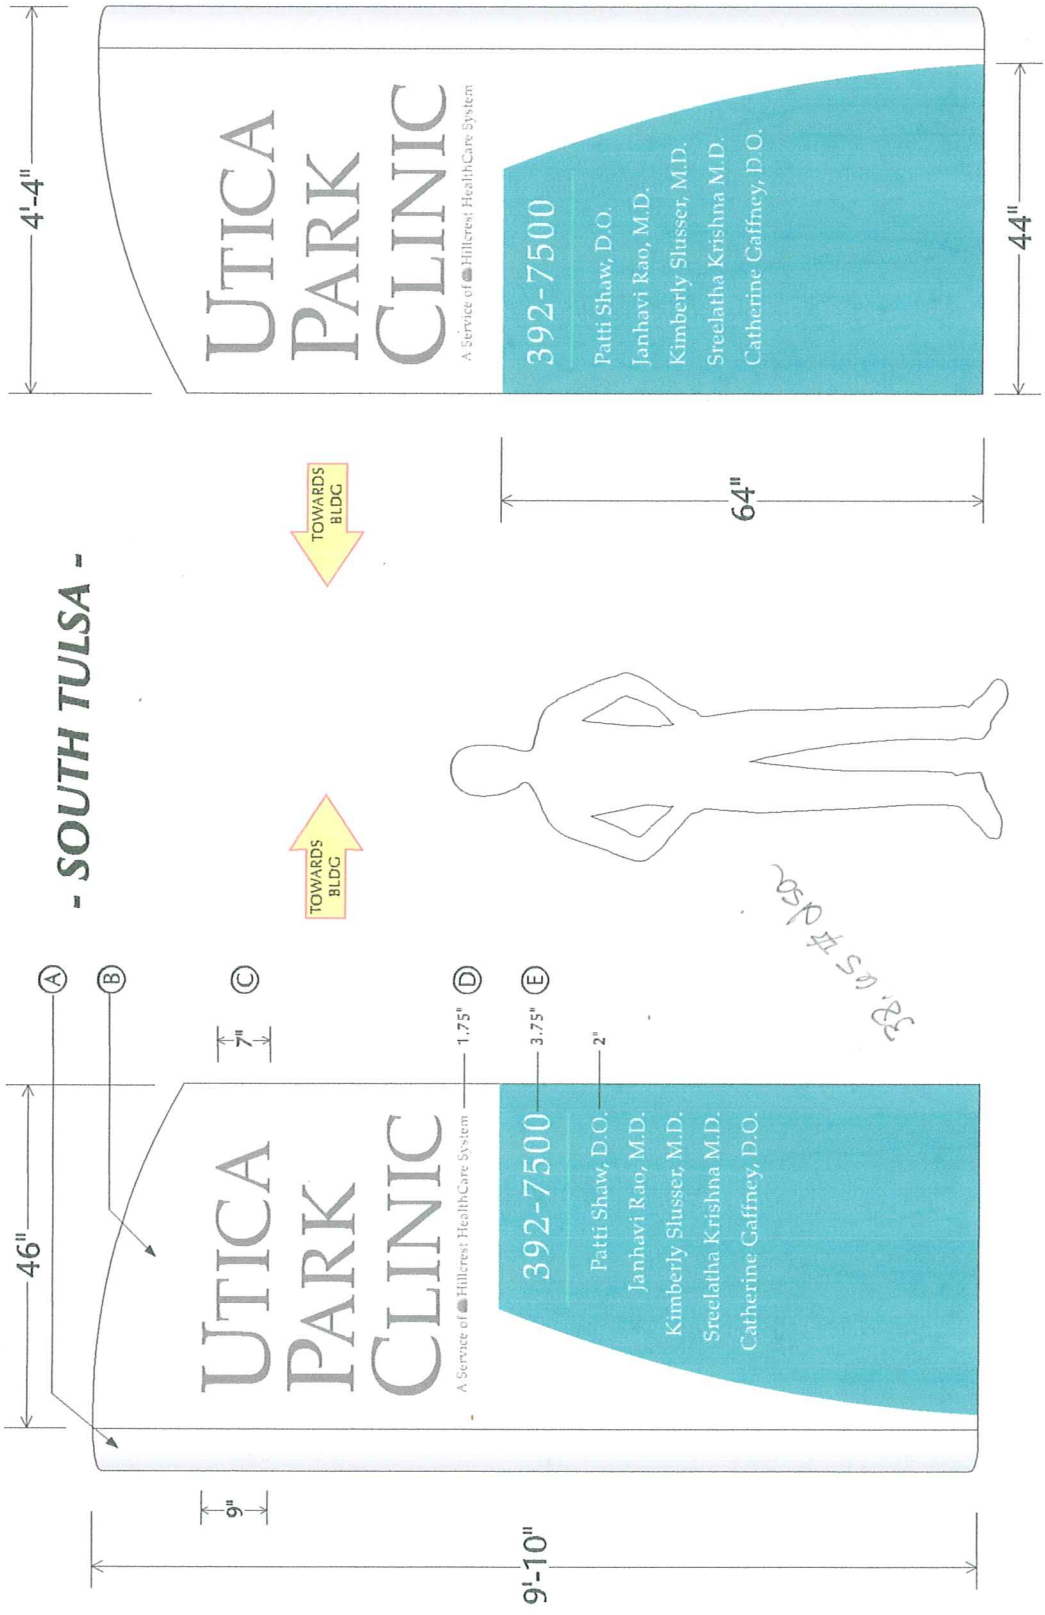 - SOUTH TULSA -
46"
A
B
9"
7"
C
UTICA
PARK
CLINIC
A Service of Hillcrest HealthCare System
1.75"
D
392-7500
3.75"
E
Patti Shaw, D.O.
2"
Janhavi Rao, M.D.
Kimberly Slusser, M.D.
Sreelatha Krishna M.D.
Catherine Gaffney, D.O.
9'-10"
TOWARDS
BLDG
TOWARDS
BLDG
4'-4"
UTICA
PARK
CLINIC
A Service of Hillcrest HealthCare System
392-7500
Patti Shaw, D.O.
Janhavi Rao, M.D.
Kimberly Slusser, M.D.
Sreelatha Krishna M.D.
Catherine Gaffney, D.O.
64"
44"